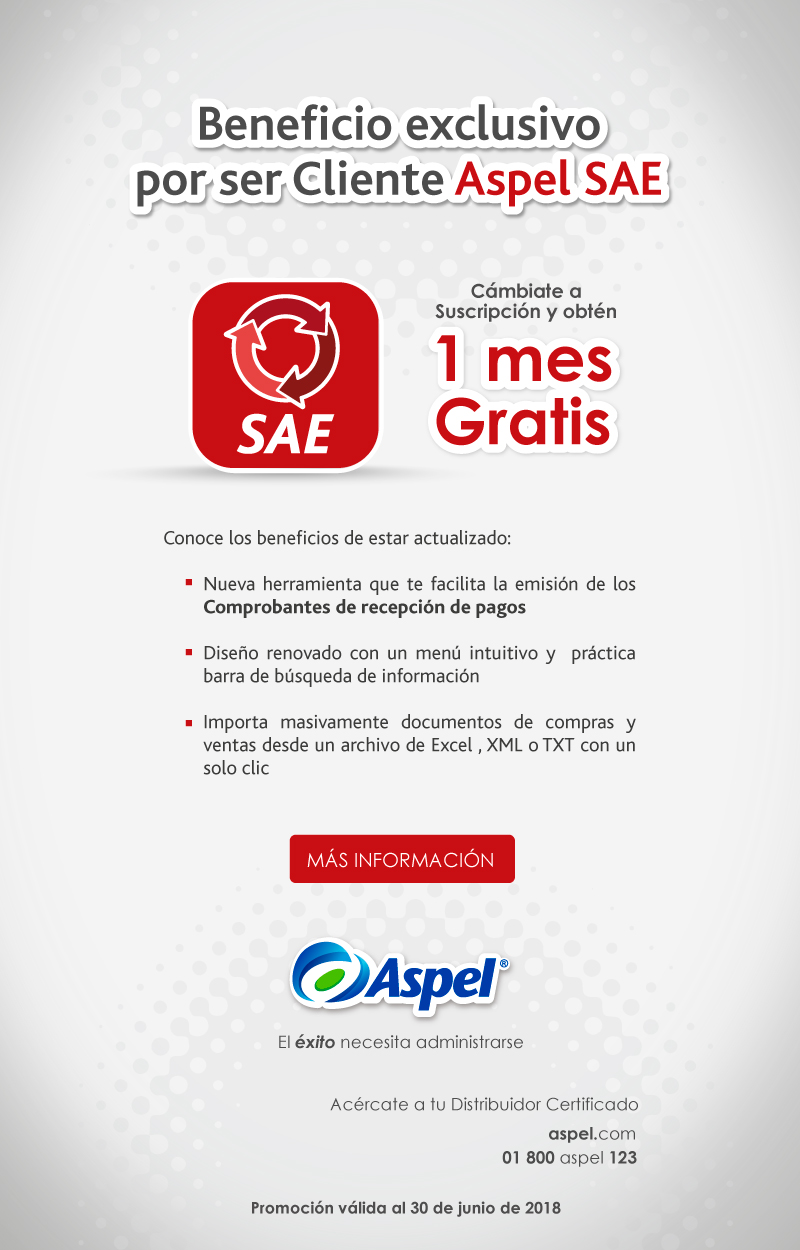 Beneficio exclusivo
por ser Cliente Aspel SAE
Cámbiate a
Suscripción y obtén
1 mes
Gratis
SAE
Conoce los beneficios de estar actualizado:
Nueva herramienta que te facilita la emisión de los
Comprobantes de recepción de pagos
Diseño renovado con un menú intuitivo y práctica
barra de búsqueda de información
Importa masivamente documentos de compras y
ventas desde un archivo de Excel , XML o TXT con un
solo clic
MÁS INFORMACIÓN
Aspel®
El éxito necesita administrarse
Acércate a tu Distribuidor Certificado
aspel.com
01 800 aspel 123
Promoción válida al 30 de junio de 2018